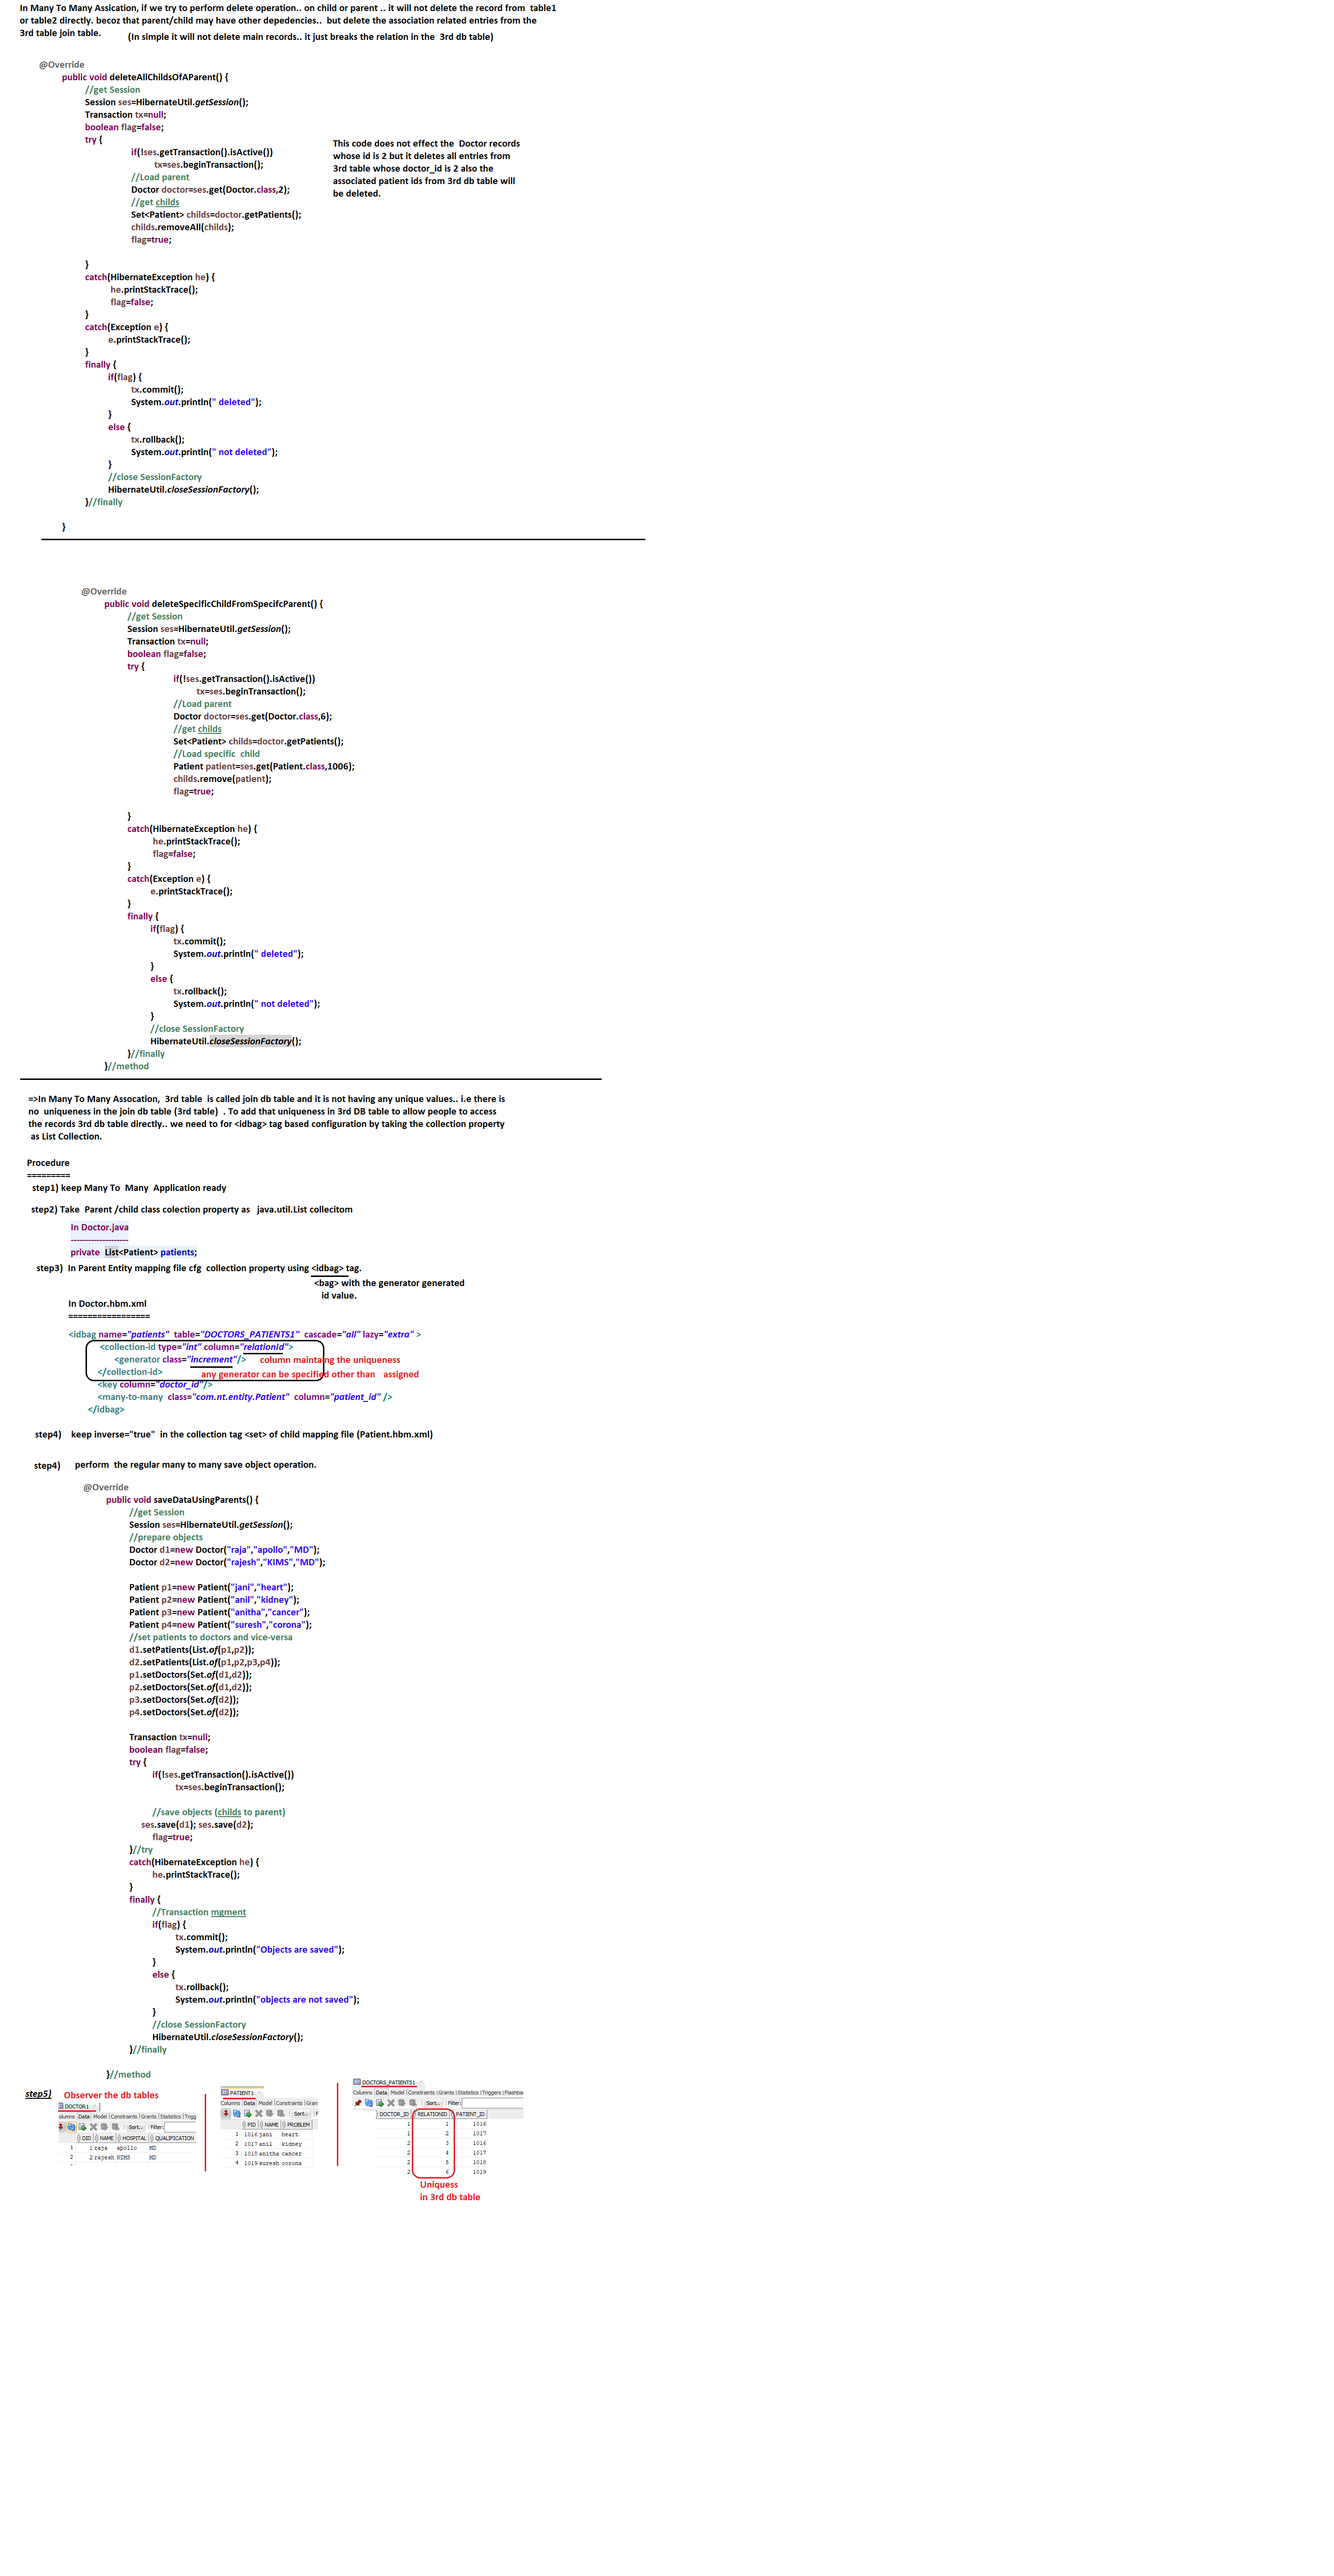 In Many To Many Assication, if we try to perform delete operation.. on child or parent .. it will not delete the record from  table1
or table2 directly. becoz that parent/child may have other depedencies..  but delete the association related entries from the
3rd table join table.
(In simple it will not delete main records.. it just breaks the relation in the  3rd db table)
@Override
public void deleteAllChildsOfAParent() {
//get Session
Session ses=HibernateUtil.getSession();
Transaction tx=null;
boolean flag=false;
try {
if(!ses.getTransaction().isActive())
tx=ses.beginTransaction();
//Load parent
Doctor doctor=ses.get(Doctor.class,2);
//get childs
Set<Patient> childs=doctor.getPatients();
childs.removeAll(childs);
flag=true;
This code does not effect the  Doctor records
whose id is 2 but it deletes all entries from
3rd table whose doctor_id is 2 also the
associated patient ids from 3rd db table will
be deleted.
}
catch(HibernateException he) {
he.printStackTrace();
flag=false;
}
catch(Exception e) {
e.printStackTrace();
}
finally {
if(flag) {
tx.commit();
System.out.println(" deleted");
}
else {
tx.rollback();
System.out.println(" not deleted");
}
//close SessionFactory
HibernateUtil.closeSessionFactory();
}//finally
}
@Override
public void deleteSpecificChildFromSpecifcParent() {
//get Session
Session ses=HibernateUtil.getSession();
Transaction tx=null;
boolean flag=false;
try {
if(!ses.getTransaction().isActive())
tx=ses.beginTransaction();
//Load parent
Doctor doctor=ses.get(Doctor.class,6);
//get childs
Set<Patient> childs=doctor.getPatients();
//Load specific  child
Patient patient=ses.get(Patient.class,1006);
childs.remove(patient);
flag=true;
}
catch(HibernateException he) {
he.printStackTrace();
flag=false;
}
catch(Exception e) {
e.printStackTrace();
}
finally {
if(flag) {
tx.commit();
System.out.println(" deleted");
}
else {
tx.rollback();
System.out.println(" not deleted");
}
//close SessionFactory
HibernateUtil.closeSessionFactory();
}//finally
}//method
=>In Many To Many Assocation,  3rd table  is called join db table and it is not having any unique values.. i.e there is
no  uniqueness in the join db table (3rd table)  . To add that uniqueness in 3rd DB table to allow people to access
the records 3rd db table directly.. we need to for <idbag> tag based configuration by taking the collection property
as List Collection.
Procedure
=========
step1) keep Many To  Many  Application ready
step2) Take  Parent /child class colection property as   java.util.List collecitom
In Doctor.java
-------------------
private  List<Patient> patients;
step3)  In Parent Entity mapping file cfg  collection property using <idbag> tag.
<bag> with the generator generated
id value.
In Doctor.hbm.xml
=================
<idbag name="patients"  table="DOCTORS_PATIENTS1"  cascade="all" lazy="extra" >
<collection-id type="int" column="relationId">
<generator class="increment"/>
column maintaing the uniqueness
</collection-id>
any generator can be specified other than   assigned
<key column="doctor_id"/>
<many-to-many  class="com.nt.entity.Patient"  column="patient_id" />
</idbag>
step4)    keep inverse="true"  in the collection tag <set> of child mapping file (Patient.hbm.xml)
step4)     perform  the regular many to many save object operation.
@Override
public void saveDataUsingParents() {
//get Session
Session ses=HibernateUtil.getSession();
//prepare objects
Doctor d1=new Doctor("raja","apollo","MD");
Doctor d2=new Doctor("rajesh","KIMS","MD");
Patient p1=new Patient("jani","heart");
Patient p2=new Patient("anil","kidney");
Patient p3=new Patient("anitha","cancer");
Patient p4=new Patient("suresh","corona");
//set patients to doctors and vice-versa
d1.setPatients(List.of(p1,p2));
d2.setPatients(List.of(p1,p2,p3,p4));
p1.setDoctors(Set.of(d1,d2));
p2.setDoctors(Set.of(d1,d2));
p3.setDoctors(Set.of(d2));
p4.setDoctors(Set.of(d2));
Transaction tx=null;
boolean flag=false;
try {
if(!ses.getTransaction().isActive())
tx=ses.beginTransaction();
//save objects (childs to parent)
ses.save(d1); ses.save(d2);
flag=true;
}//try
catch(HibernateException he) {
he.printStackTrace();
}
finally {
//Transaction mgment
if(flag) {
tx.commit();
System.out.println("Objects are saved");
}
else {
tx.rollback();
System.out.println("objects are not saved");
}
//close SessionFactory
HibernateUtil.closeSessionFactory();
}//finally
}//method
step5)  Observer the db tables
DOCTOR1
olumns Data Model Constraints Grants Statistics Trigg
Sort.. Filter:
DID NAME HOSPITAL QUALIFICATION
1 1 raja apollo MD
2 2 rajesh KIMS MD
PATIENT1
Columns Data Model Constraints Gran
Sort.. F
PID NAME PROBLEM
1 1016 jani heart
2 1017 anil kidney
3 1018 anitha cancer
4 1019 suresh corona
DOCTORS_PATIENTS1
Columns Data Model Constraints Grants Statistics Triggers Flashba
Sort.. Filter:
DOCTOR_ID RELATIONID PATIENT_ID
1 1 1016
1 2 1017
2 3 1016
2 4 1017
2 5 1018
2 6 1019
Uniquess
in 3rd db table